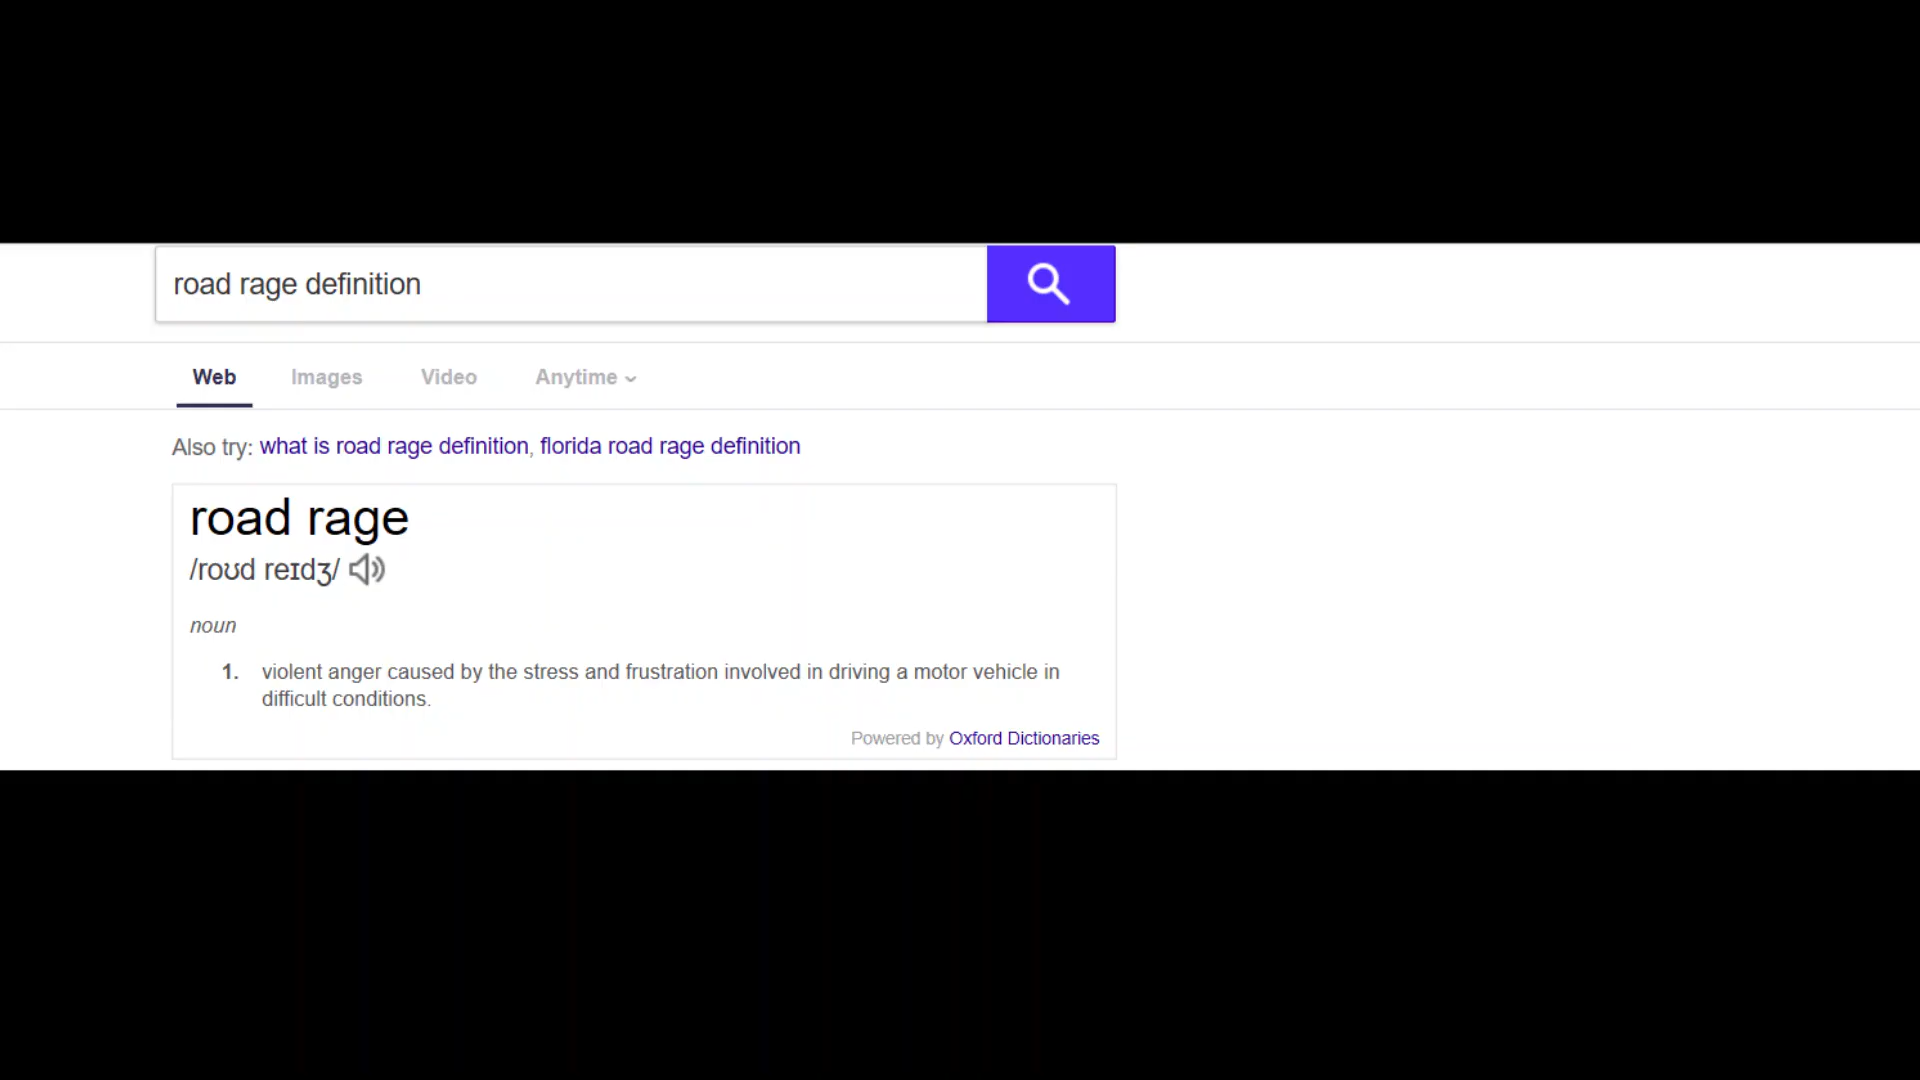 road rage definition
Web Images Video Anytime
Also try: what is road rage definition, florida road rage definition
road rage
/roʊd reɪdʒ/
noun
1. violent anger caused by the stress and frustration involved in driving a motor vehicle in
difficult conditions.
Powered by Oxford Dictionaries